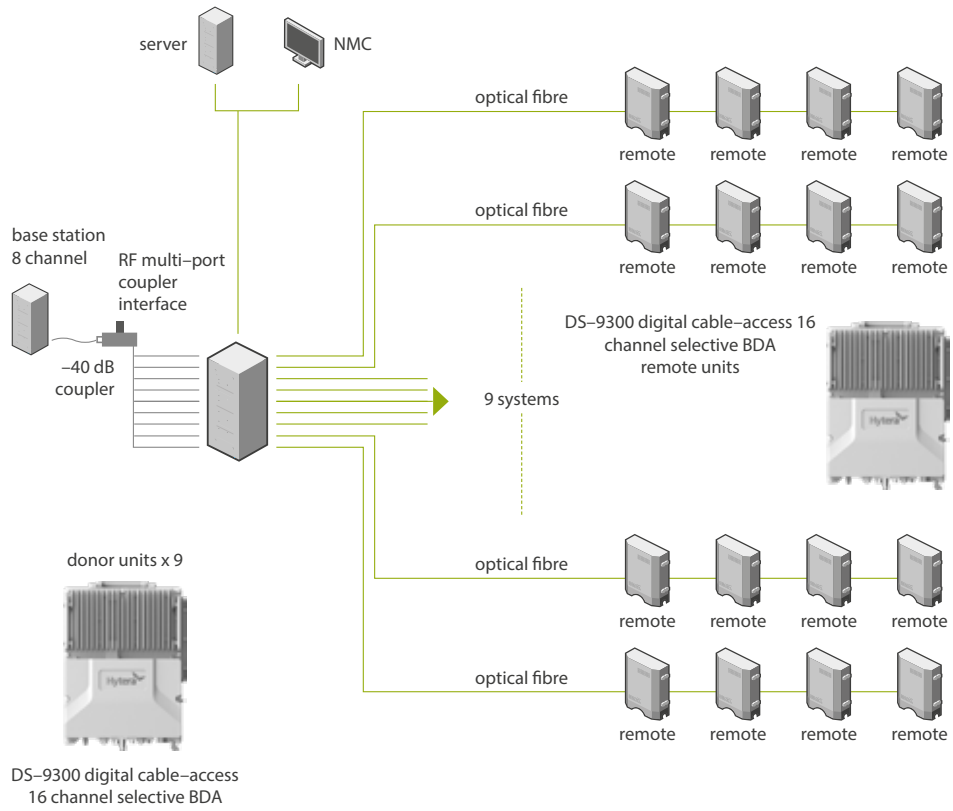 server
NMC
optical fibre
remote
remote
remote
remote
optical fibre
remote
remote
remote
remote
base station
8 channel
RF multi–port
coupler
interface
–40 dB
coupler
9 systems
DS–9300 digital cable–access 16
channel selective BDA
remote units
Hytera
donor units x 9
Hytera
DS–9300 digital cable–access
16 channel selective BDA
optical fibre
remote
remote
remote
remote
optical fibre
remote
remote
remote
remote